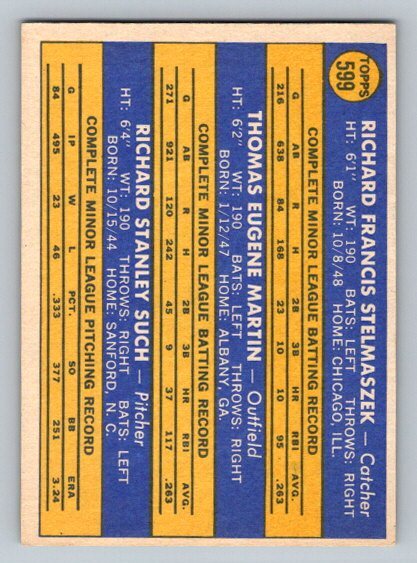 TOPPS
599
RICHARD FRANCIS STELMASZEK — Catcher
HT: 6'1" WT: 190 BATS: LEFT THROWS: RIGHT
BORN: 10/8/48 HOME: CHICAGO, ILL.
COMPLETE MINOR LEAGUE BATTING RECORD
G AB R H 2B 3B HR RBI AVG.
216 638 84 168 23 10 10 95 .263
THOMAS EUGENE MARTIN — Outfield
HT: 6'2" WT: 190 BATS: LEFT THROWS: RIGHT
BORN: 1/12/47 HOME: ALBANY, GA.
COMPLETE MINOR LEAGUE BATTING RECORD
G AB R H 2B 3B HR RBI AVG.
271 921 120 242 45 9 37 117 .263
RICHARD STANLEY SUCH — Pitcher
HT: 6'4" WT: 190 THROWS: RIGHT BATS: LEFT
BORN: 10/15/44 HOME: SANFORD, N. C.
COMPLETE MINOR LEAGUE PITCHING RECORD
G IP W L PCT. SO BB ERA
84 495 23 46 .333 377 251 3.24